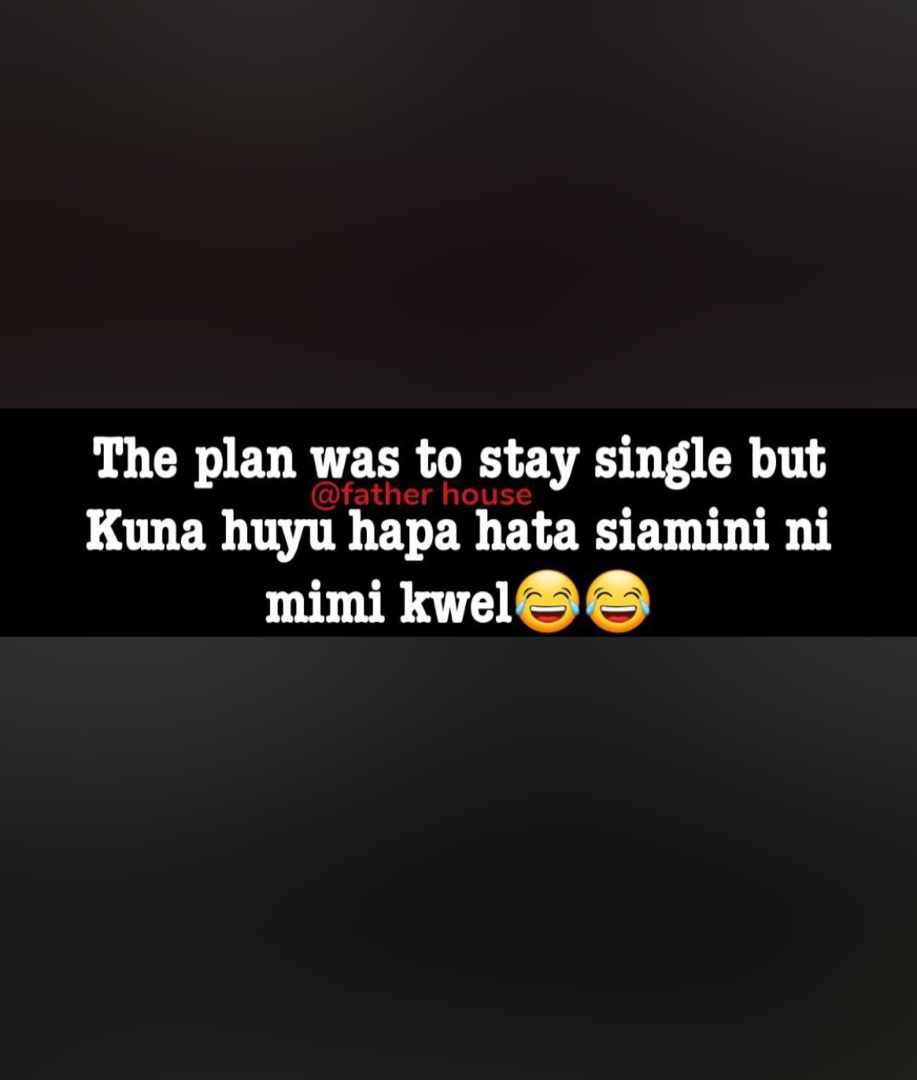 The plan was to stay single but
@father house
Kuna huyu hapa hata siamini ni
mimi kwel😂😂